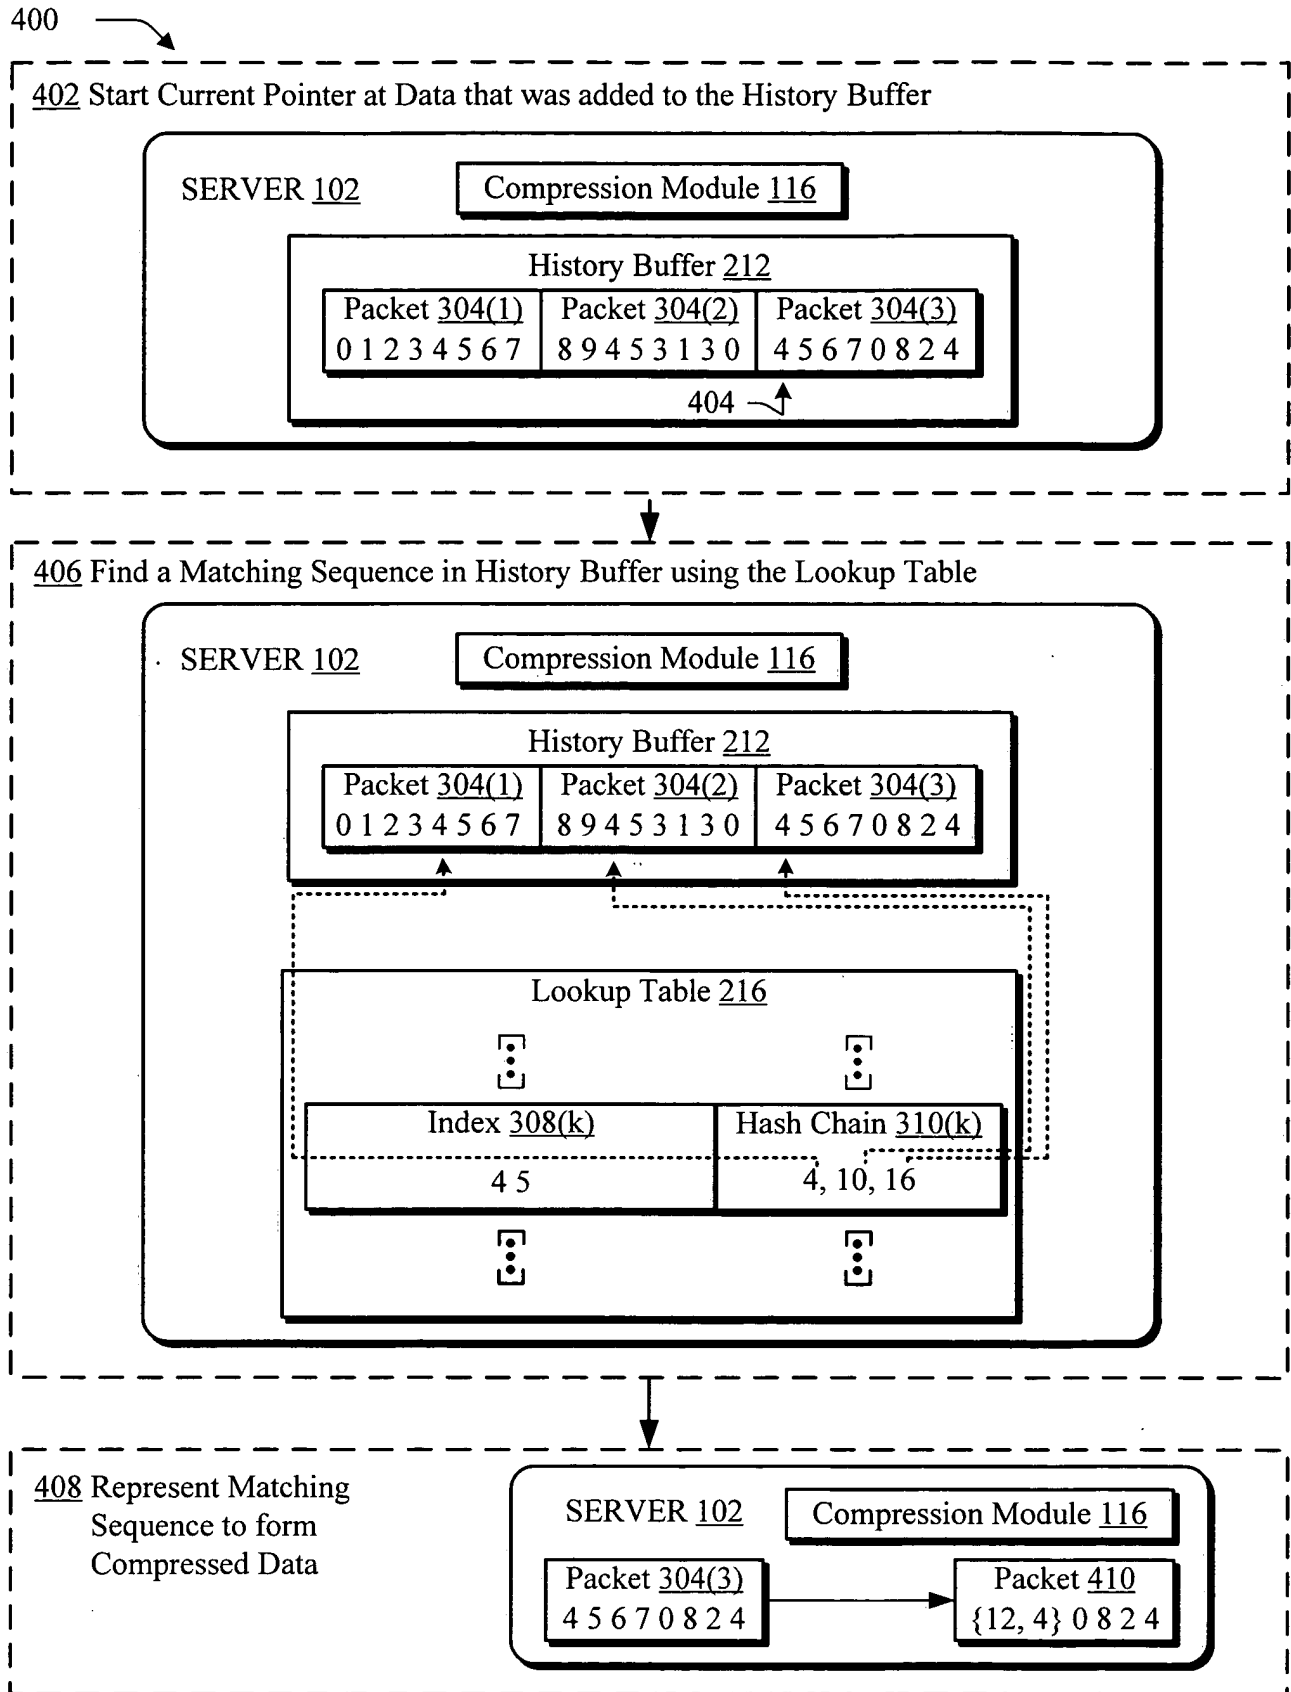 400
402 Start Current Pointer at Data that was added to the History Buffer
SERVER 102
Compression Module 116
History Buffer 212
Packet 304(1) Packet 304(2) Packet 304(3)
0 1 2 3 4 5 6 7 8 9 4 5 3 1 3 0 4 5 6 7 0 8 2 4
404
406 Find a Matching Sequence in History Buffer using the Lookup Table
SERVER 102
Compression Module 116
History Buffer 212
Packet 304(1) Packet 304(2) Packet 304(3)
0 1 2 3 4 5 6 7 8 9 4 5 3 1 3 0 4 5 6 7 0 8 2 4
Lookup Table 216
Index 308(k) Hash Chain 310(k)
4 5 4, 10, 16
408 Represent Matching
Sequence to form
Compressed Data
SERVER 102
Compression Module 116
Packet 304(3) Packet 410
4 5 6 7 0 8 2 4 {12, 4} 0 8 2 4